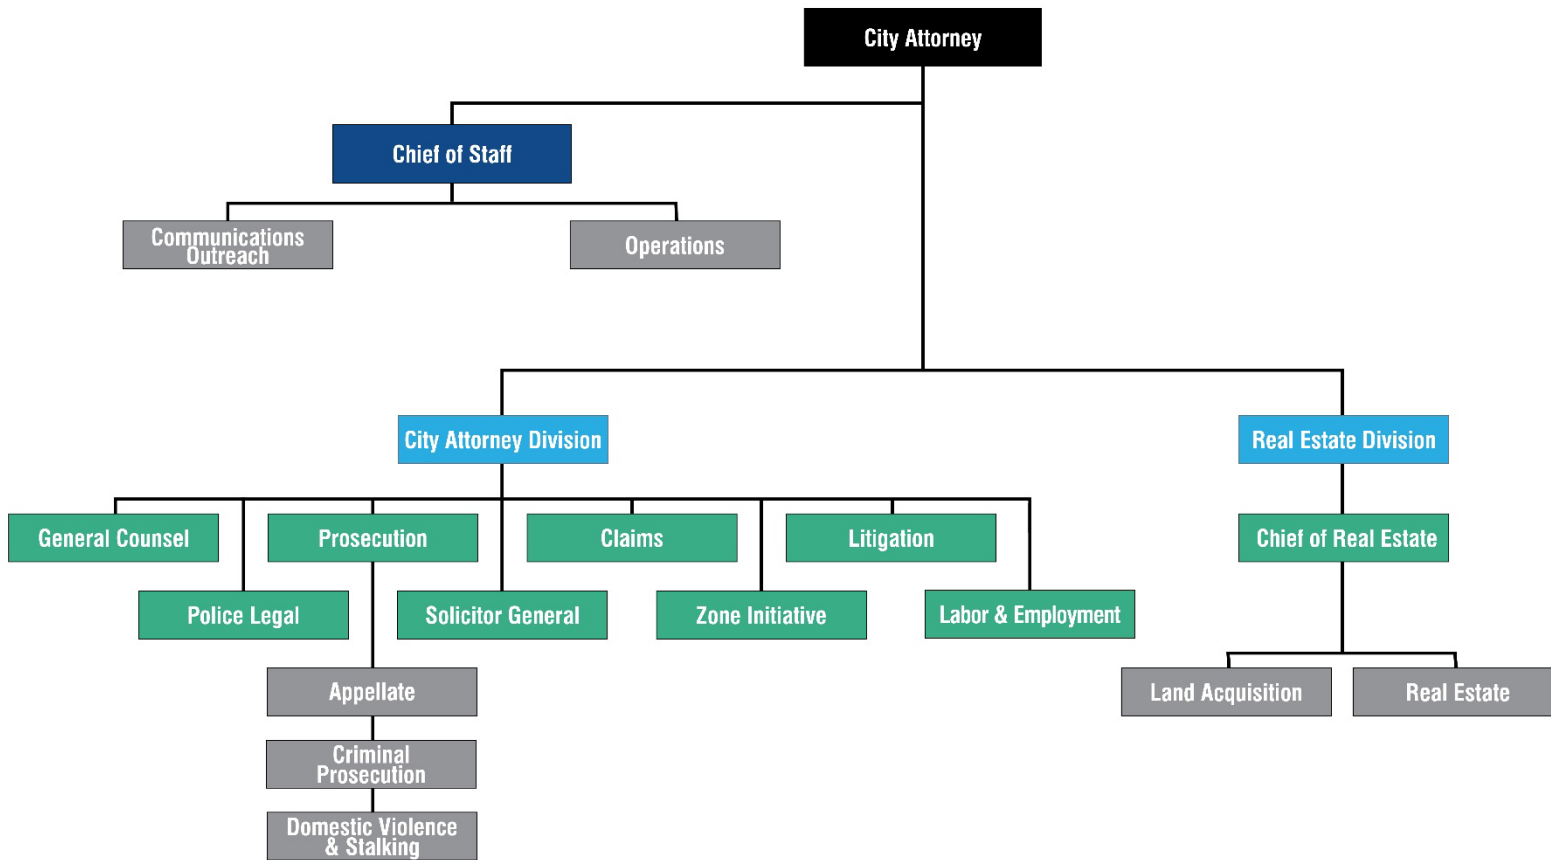 City Attorney
Chief of Staff
Communications
Outreach
Operations
City Attorney Division
Real Estate Division
General Counsel
Prosecution
Claims
Litigation
Chief of Real Estate
Police Legal
Solicitor General
Zone Initiative
Labor & Employment
Appellate
Land Acquisition
Real Estate
Criminal
Prosecution
Domestic Violence
& Stalking